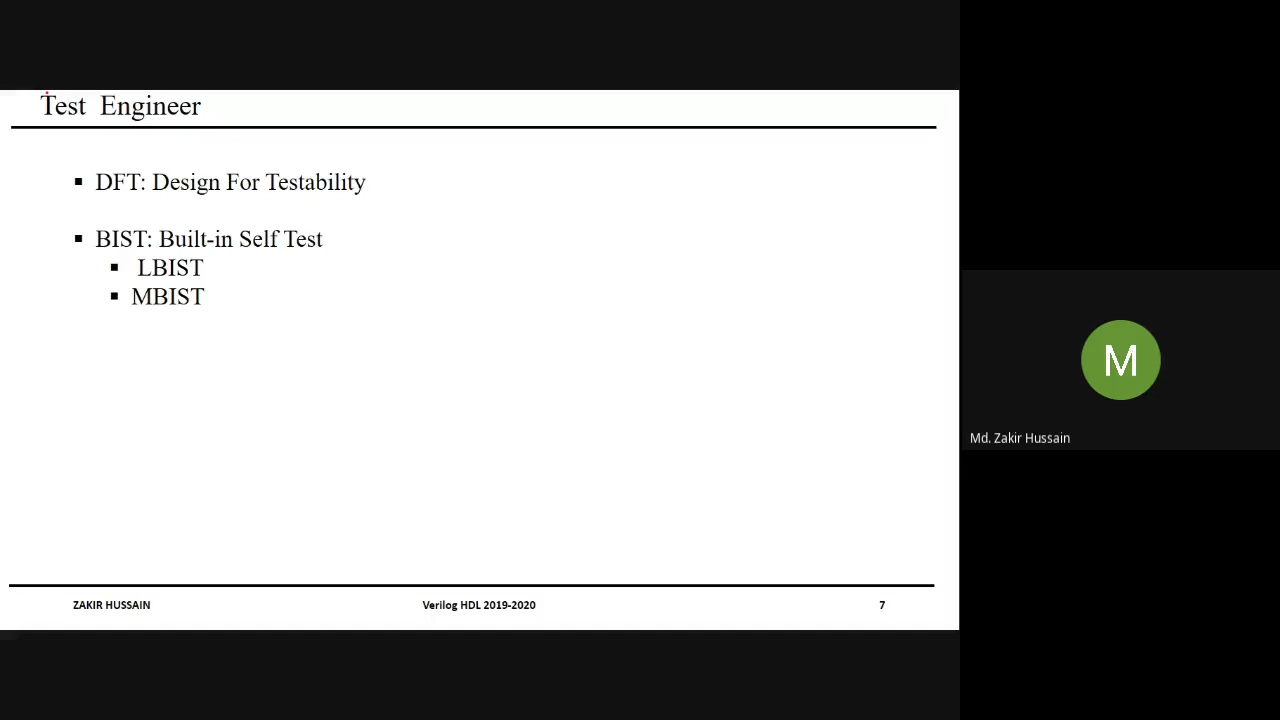 Test Engineer
DFT: Design For Testability
BIST: Built-in Self Test
LBIST
MBIST
ZAKIR HUSSAIN
Verilog HDL 2019-2020
7
M
Md. Zakir Hussain